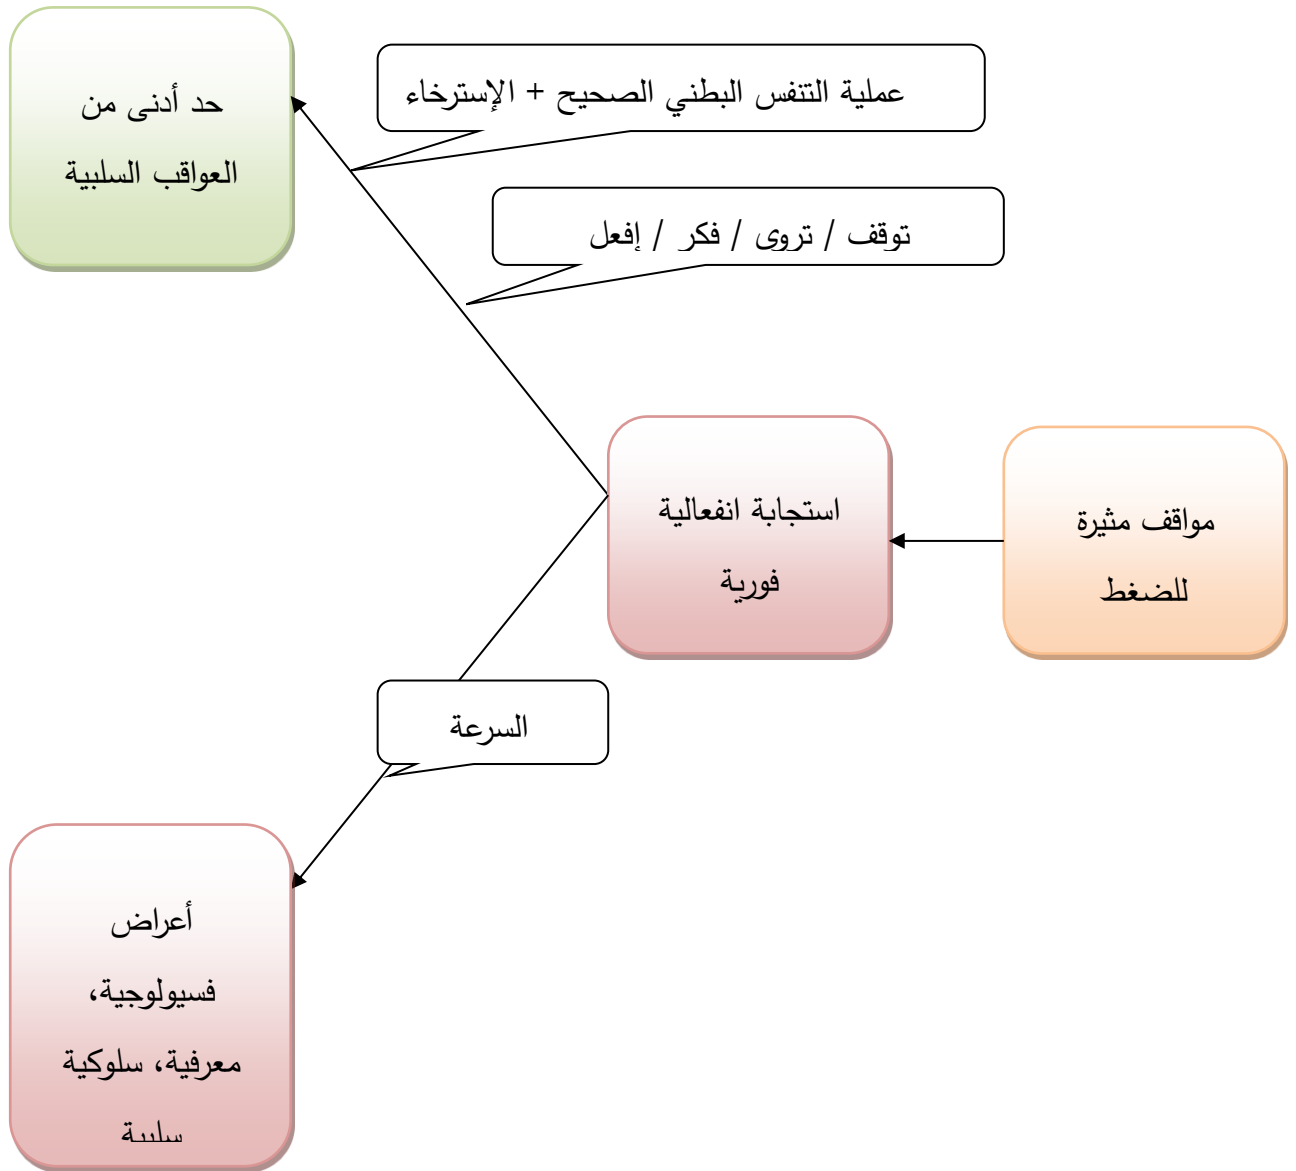 حد أدنى من
العواقب السلبية
عملية التنفس البطني الصحيح + الإسترخاء
توقف / تروى / فكر / إفعل
مواقف مثيرة
للضغط
استجابة انفعالية
فورية
السرعة
أعراض
فسيولوجية،
معرفية، سلوكية
سلبية